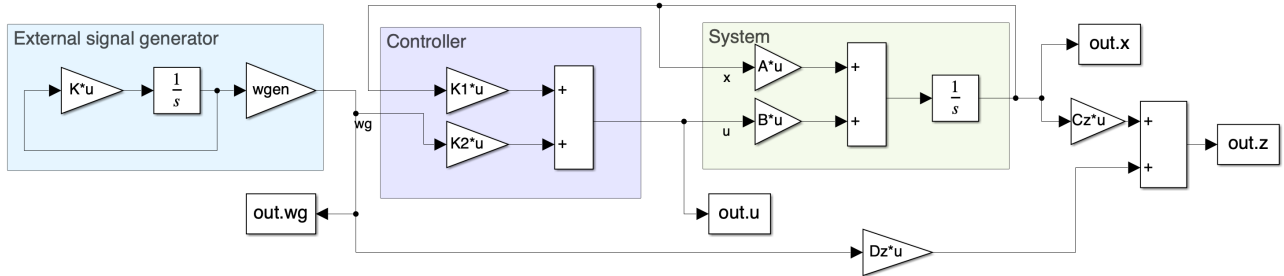 External signal generator
K*u
1
s
wgen
wg
Controller
K1*u
+
K2*u
+
System
x
A*u
+
u
B*u
+
1
s
out.x
Cz*u
+
+
out.z
out.wg
out.u
Dz*u